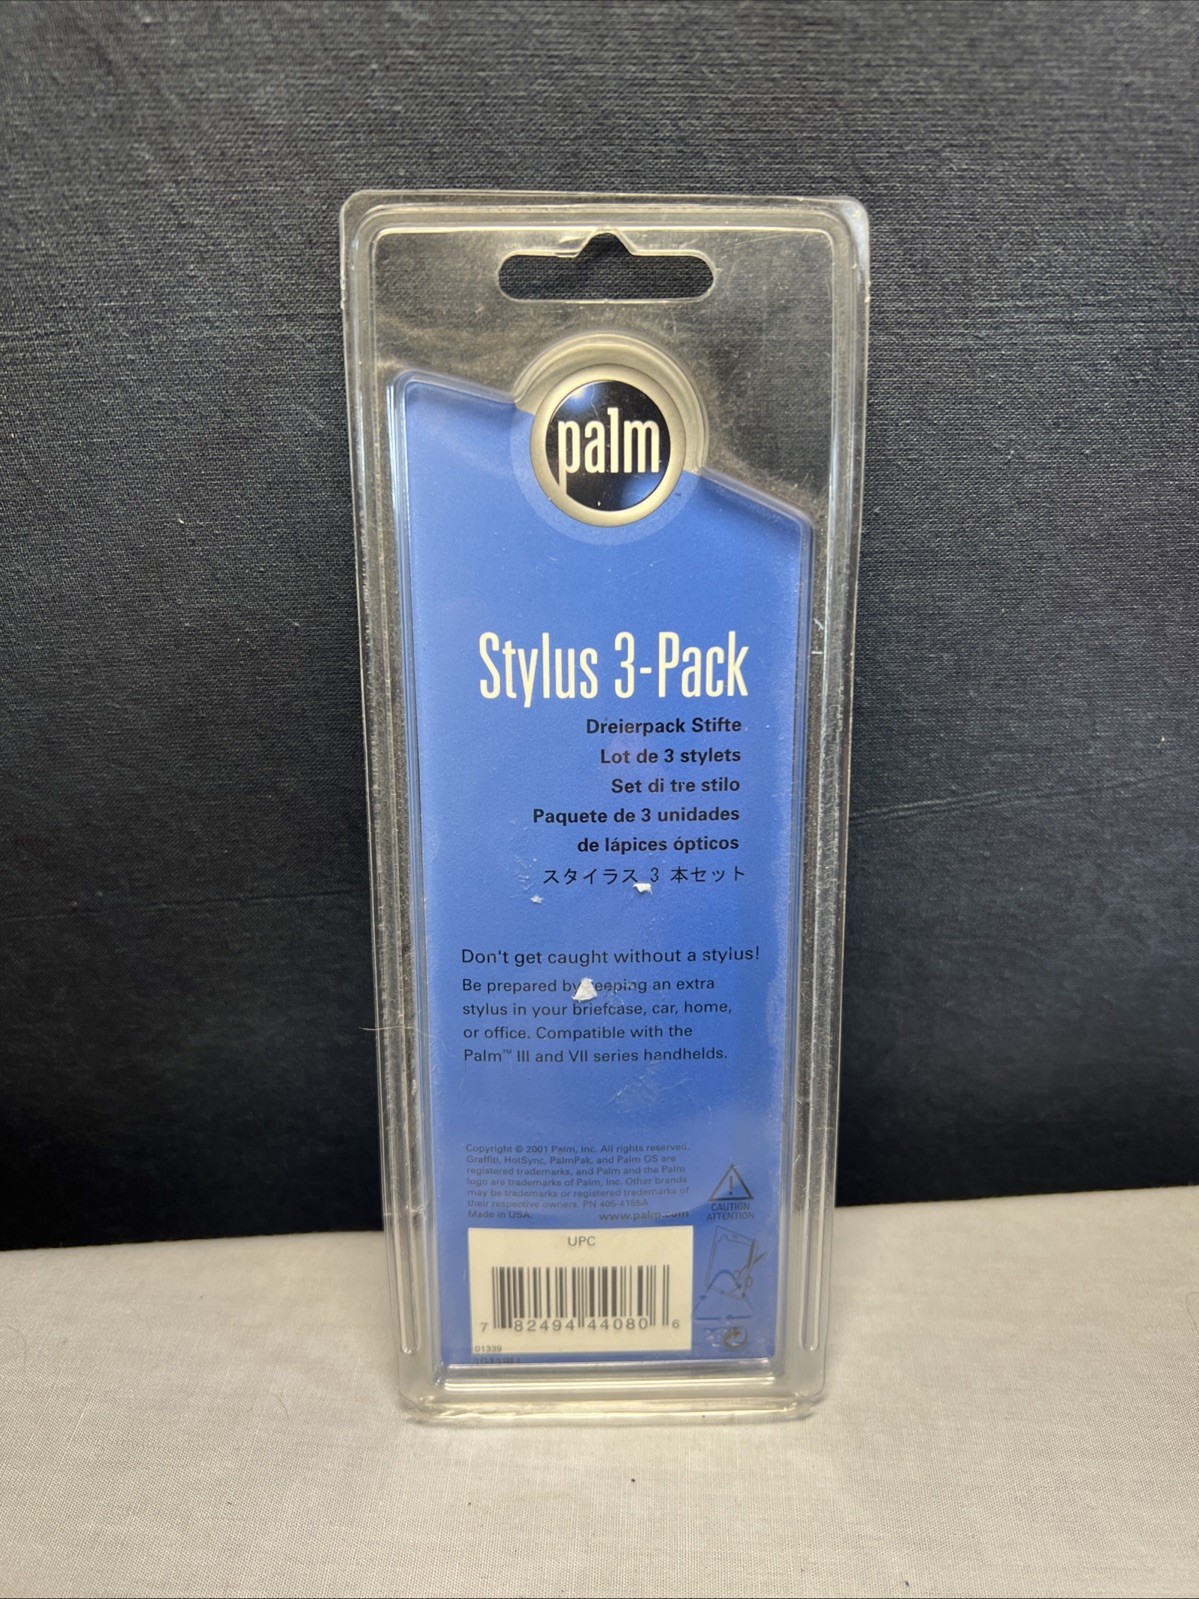 palm
Stylus 3-Pack
Dreierpack Stifte
Lot de 3 stylets
Set di tre stilo
Paquete de 3 unidades
de lápices ópticos
スタイラス 3 本セット
Don't get caught without a stylus!
Be prepared by keeping an extra
stylus in your briefcase, car, home,
or office. Compatible with the
Palm™ III and VII series handhelds.
Copyright © 2001 Palm, Inc. All rights reserved.
Graffiti, HotSync, PalmPak, and Palm OS are
registered trademarks, and Palm and the Palm
logo are trademarks of Palm, Inc. Other brands
may be trademarks or registered trademarks of
their respective owners. PN 405-4165A
Made in USA. www.palm.com
CAUTION
ATTENTION
UPC
7 82494 44080 6
01339